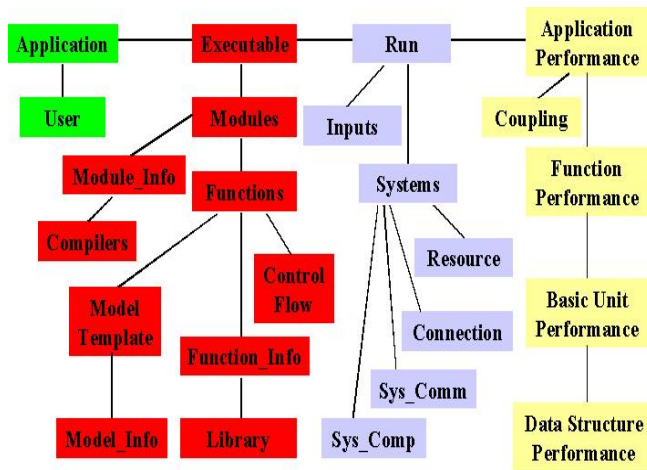 Application
Executable
Run
Application
Performance
User
Modules
Inputs
Coupling
Module_Info
Functions
Systems
Function
Performance
Compilers
Control
Flow
Resource
Model
Template
Connection
Basic Unit
Performance
Function_Info
Sys_Comm
Model_Info
Library
Sys_Comp
Data Structure
Performance